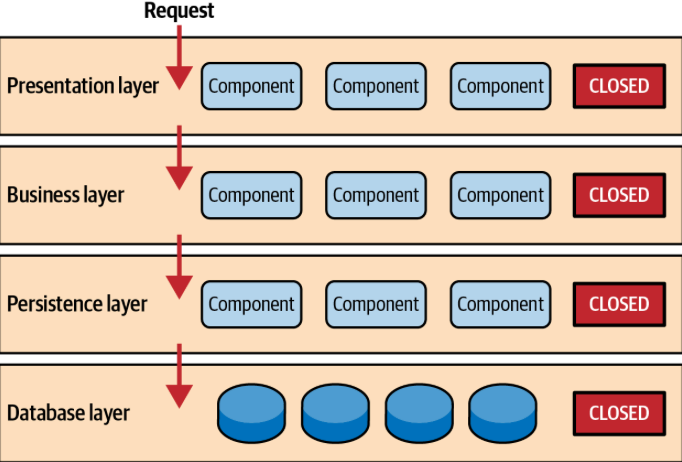 Request
Presentation layer Component Component Component CLOSED
Business layer Component Component Component CLOSED
Persistence layer Component Component Component CLOSED
Database layer CLOSED